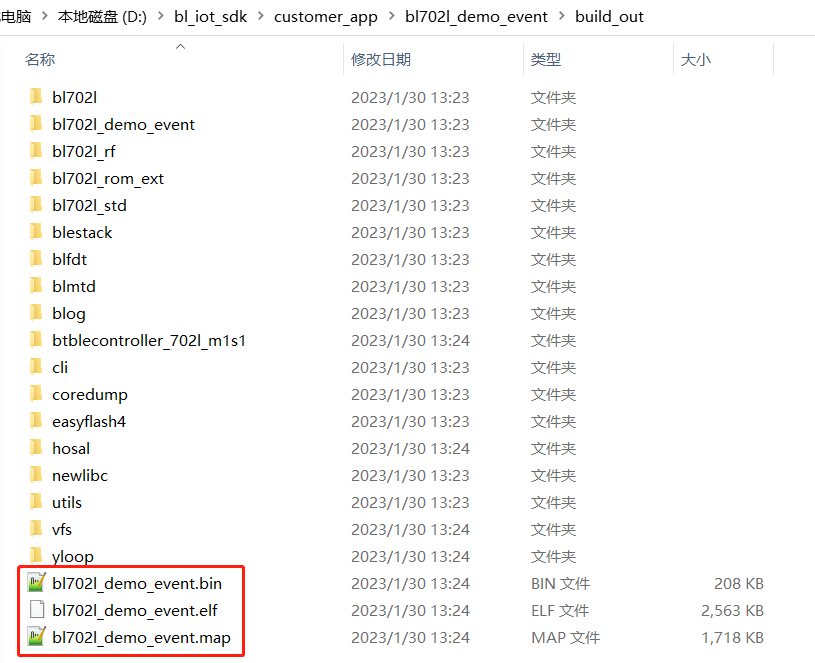 电脑 > 本地磁盘 (D:) > bl_iot_sdk > customer_app > bl702l_demo_event > build_out
名称 修改日期 类型 大小
bl702l 2023/1/30 13:23 文件夹
bl702l_demo_event 2023/1/30 13:23 文件夹
bl702l_rf 2023/1/30 13:23 文件夹
bl702l_rom_ext 2023/1/30 13:23 文件夹
bl702l_std 2023/1/30 13:23 文件夹
blestack 2023/1/30 13:23 文件夹
blfdt 2023/1/30 13:23 文件夹
blmtd 2023/1/30 13:23 文件夹
blog 2023/1/30 13:23 文件夹
btblecontroller_702l_m1s1 2023/1/30 13:24 文件夹
cli 2023/1/30 13:23 文件夹
coredump 2023/1/30 13:23 文件夹
easyflash4 2023/1/30 13:23 文件夹
hosal 2023/1/30 13:24 文件夹
newlibc 2023/1/30 13:23 文件夹
utils 2023/1/30 13:23 文件夹
vfs 2023/1/30 13:24 文件夹
yloop 2023/1/30 13:24 文件夹
bl702l_demo_event.bin 2023/1/30 13:24 BIN 文件 208 KB
bl702l_demo_event.elf 2023/1/30 13:24 ELF 文件 2,563 KB
bl702l_demo_event.map 2023/1/30 13:24 MAP 文件 1,718 KB